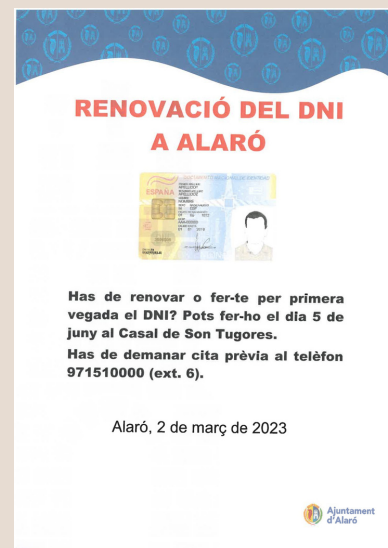 RENOVACIÓ DEL DNI
A ALARÓ
ESPAÑA
Has de renovar o fer-te per primera
vegada el DNI? Pots fer-ho el dia 5 de
juny al Casal de Son Tugores.
Has de demanar cita prèvia al telèfon
971510000 (ext. 6).
Alaró, 2 de març de 2023
Ajuntament
d'Alaró